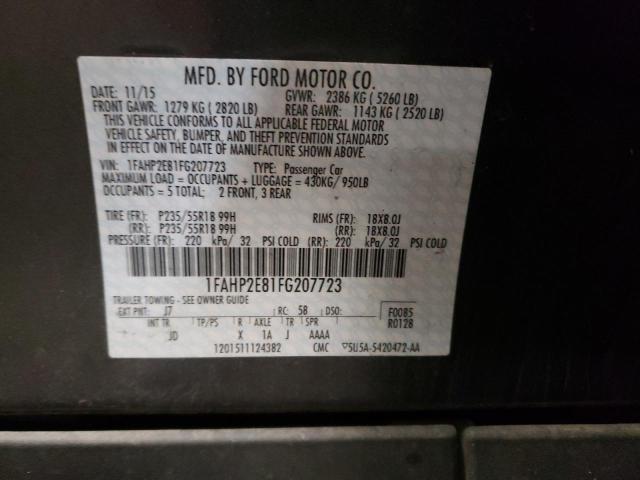 MFD. BY FORD MOTOR CO.
DATE: 11/15 GVWR: 2386 KG ( 5260 LB)
FRONT GAWR: 1279 KG ( 2820 LB) REAR GAWR: 1143 KG ( 2520 LB)
THIS VEHICLE CONFORMS TO ALL APPLICABLE FEDERAL MOTOR
VEHICLE SAFETY, BUMPER, AND THEFT PREVENTION STANDARDS
IN EFFECT ON THE DATE OF MANUFACTURE SHOWN ABOVE.
VIN: 1FAHP2E81FG207723 TYPE: Passenger Car
MAXIMUM LOAD = OCCUPANTS + LUGGAGE = 430KG/ 950LB
OCCUPANTS = 5 TOTAL: 2 FRONT, 3 REAR
TIRE (FR): P235/55R18 99H RIMS (FR): 18X8.0J
(RR): P235/55R18 99H (RR): 18X8.0J
PRESSURE (FR): 220 kPa/ 32 PSI COLD (RR): 220 kPa/ 32 PSI COLD
1FAHP2E81FG207723
TRAILER TOWING - SEE OWNER GUIDE
EXT PNT: J7 RC: 58 DSO: F0085
INT TR TP/PS R AXLE TR SPR R0128
JD X 1A J AAAA
1201511124382 CMC ▽5U5A-5420472-AA